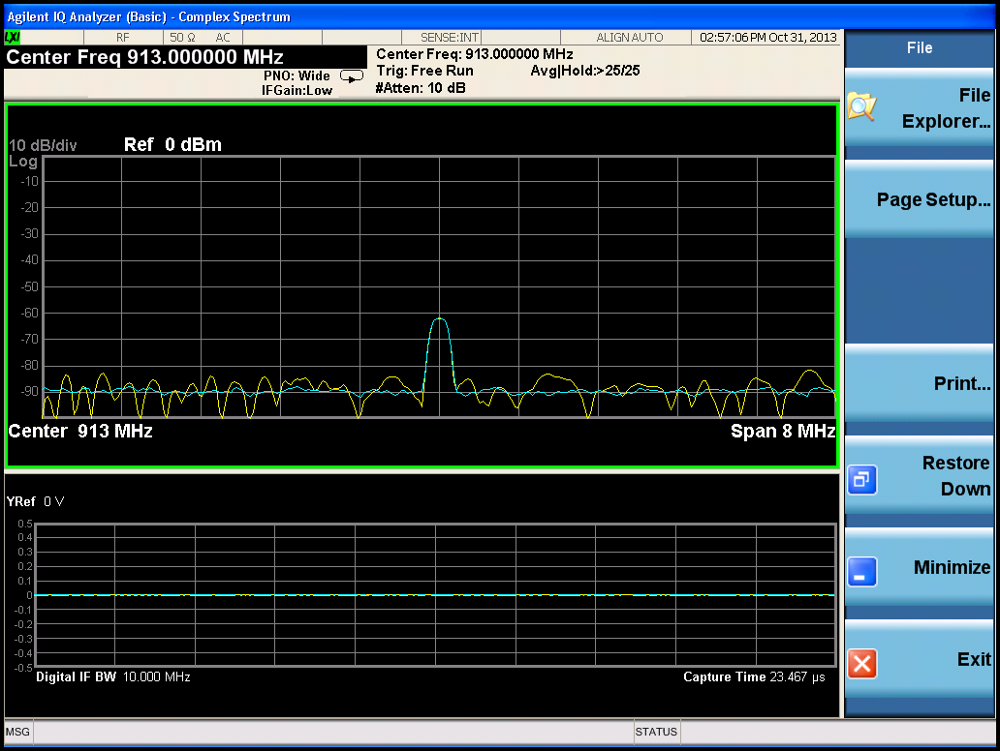 Agilent IQ Analyzer (Basic) - Complex Spectrum
LXI RF 50 Ω AC SENSE:INT ALIGN AUTO 02:57:06 PM Oct 31, 2013
Center Freq 913.000000 MHz
PNO: Wide
IFGain:Low
Center Freq: 913.000000 MHz
Trig: Free Run Avg|Hold:>25/25
#Atten: 10 dB
10 dB/div Ref 0 dBm
Log
-10
-20
-30
-40
-50
-60
-70
-80
-90
Center 913 MHz Span 8 MHz
YRef 0 V
0.5
0.4
0.3
0.2
0.1
0
-0.1
-0.2
-0.3
-0.4
-0.5
Digital IF BW 10.000 MHz Capture Time 23.467 µs
MSG STATUS
File
File
Explorer...
Page Setup...
Print...
Restore
Down
Minimize
Exit